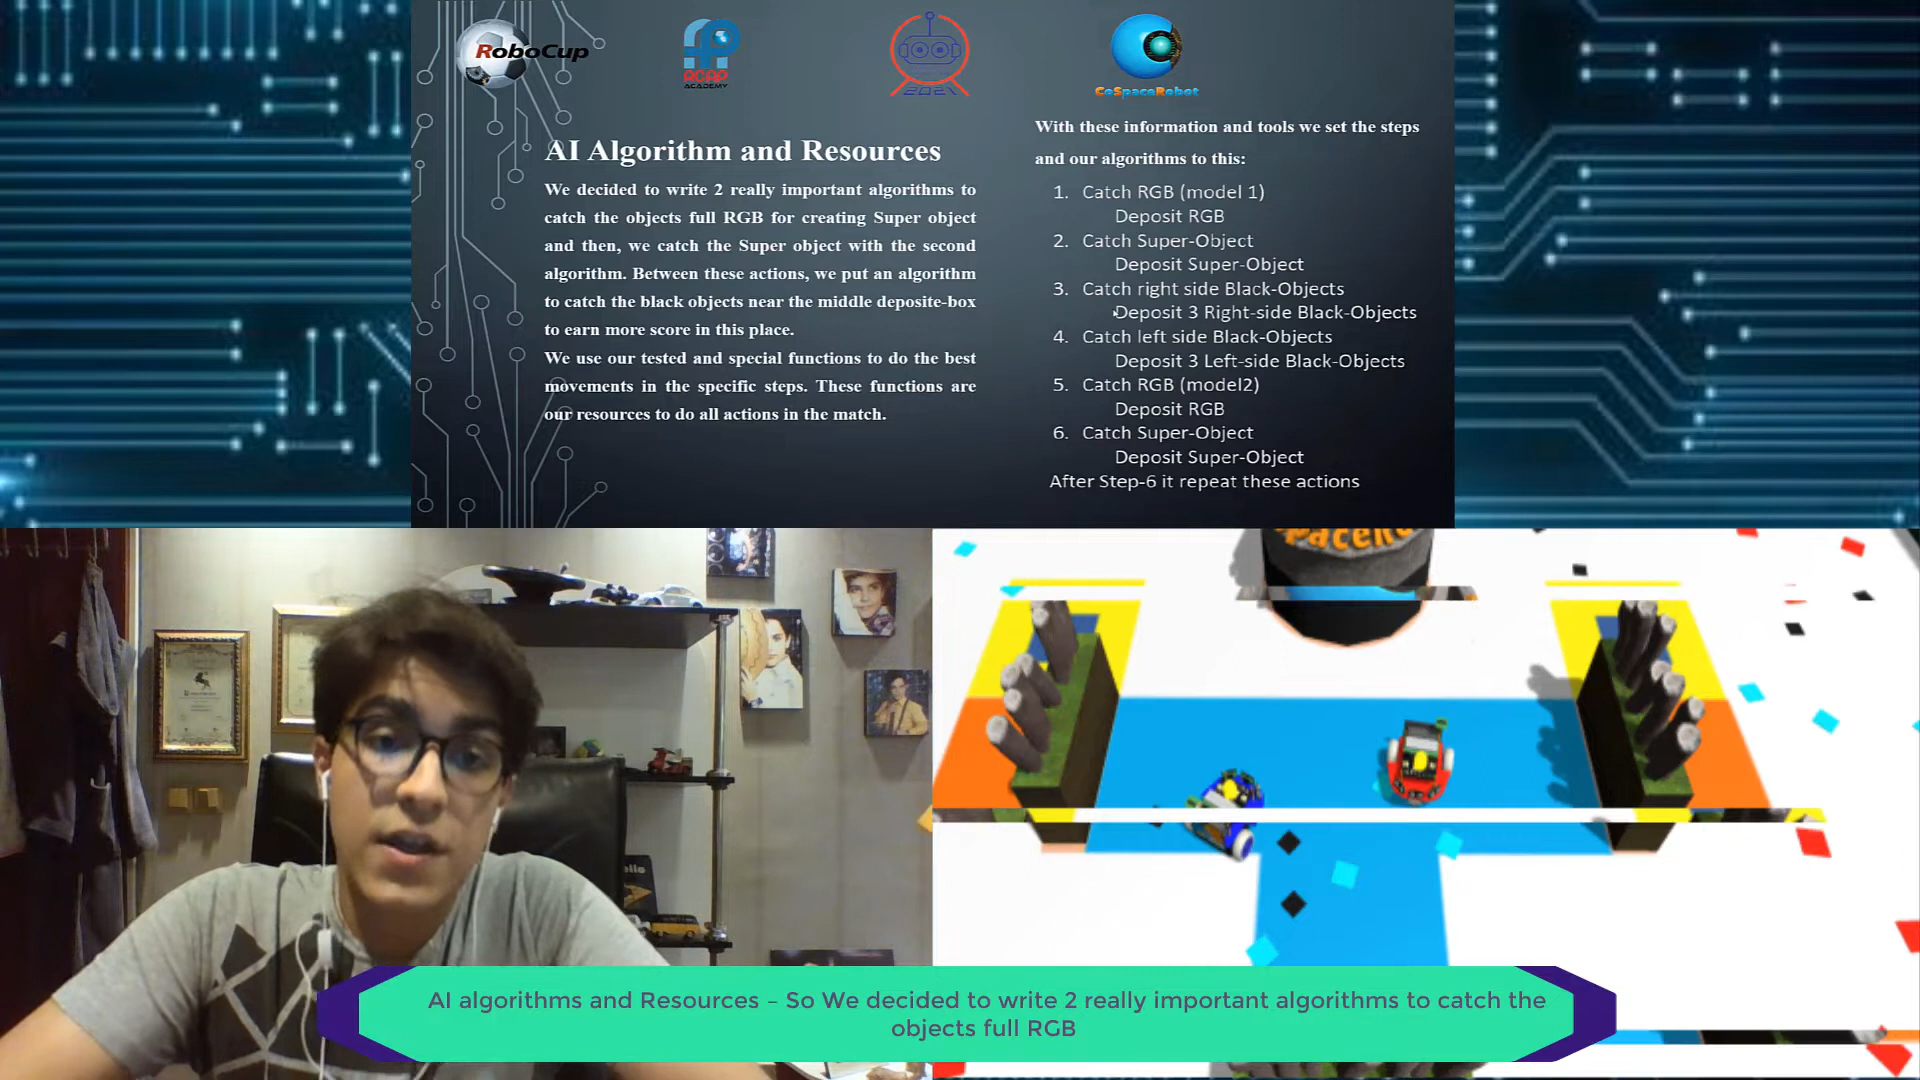 RoboCup
ACAP
ACADEMY
2021
CoSpaceRobot
AI Algorithm and Resources
We decided to write 2 really important algorithms to
catch the objects full RGB for creating Super object
and then, we catch the Super object with the second
algorithm. Between these actions, we put an algorithm
to catch the black objects near the middle deposite-box
to earn more score in this place.
We use our tested and special functions to do the best
movements in the specific steps. These functions are
our resources to do all actions in the match.
With these information and tools we set the steps
and our algorithms to this:
1. Catch RGB (model 1)
Deposit RGB
2. Catch Super-Object
Deposit Super-Object
3. Catch right side Black-Objects
Deposit 3 Right-side Black-Objects
4. Catch left side Black-Objects
Deposit 3 Left-side Black-Objects
5. Catch RGB (model2)
Deposit RGB
6. Catch Super-Object
Deposit Super-Object
After Step-6 it repeat these actions
AI algorithms and Resources – So We decided to write 2 really important algorithms to catch the
objects full RGB